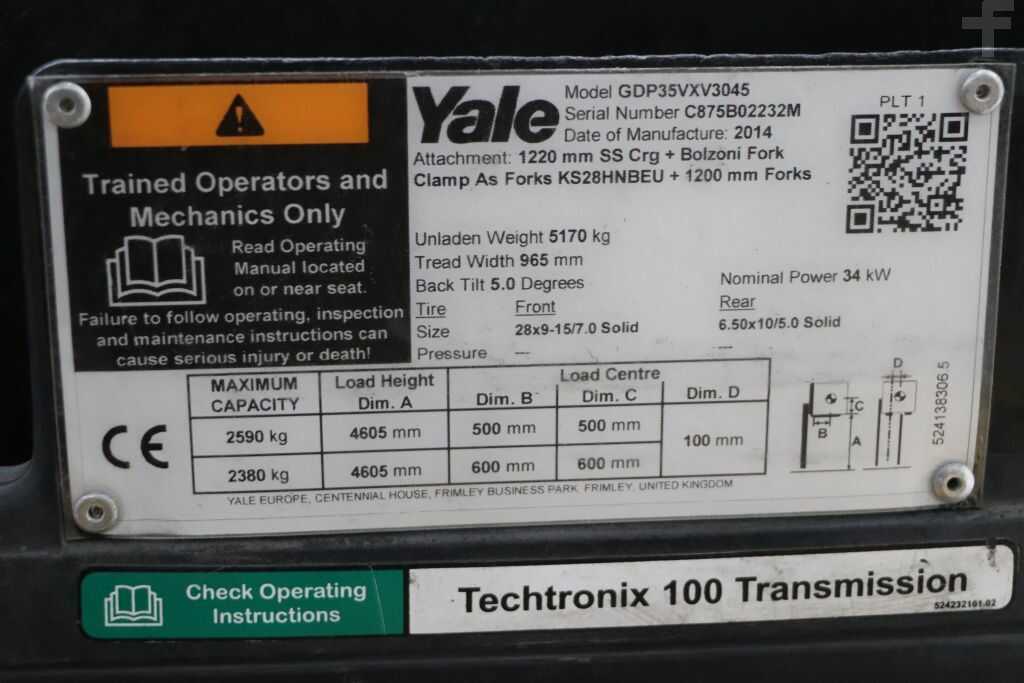 f
Trained Operators and
Mechanics Only
Read Operating
Manual located
on or near seat.
Failure to follow operating, inspection
and maintenance instructions can
cause serious injury or death!
Yale
Model GDP35VXV3045
Serial Number C875B02232M
Date of Manufacture: 2014
Attachment: 1220 mm SS Crg + Bolzoni Fork
Clamp As Forks KS28HNBEU + 1200 mm Forks
PLT 1
Unladen Weight 5170 kg
Tread Width 965 mm
Back Tilt 5.0 Degrees
Nominal Power 34 kW
Tire Front Rear
Size 28x9-15/7.0 Solid 6.50x10/5.0 Solid
Pressure --- ---
MAXIMUM CAPACITY Load Height Dim. A Load Centre
Dim. B Dim. C Dim. D
2590 kg 4605 mm 500 mm 500 mm 100 mm
2380 kg 4605 mm 600 mm 600 mm
CE
D
C
B A
524138306 5
YALE EUROPE, CENTENNIAL HOUSE, FRIMLEY BUSINESS PARK, FRIMLEY, UNITED KINGDOM
Check Operating
Instructions
Techtronix 100 Transmission
524232101.02